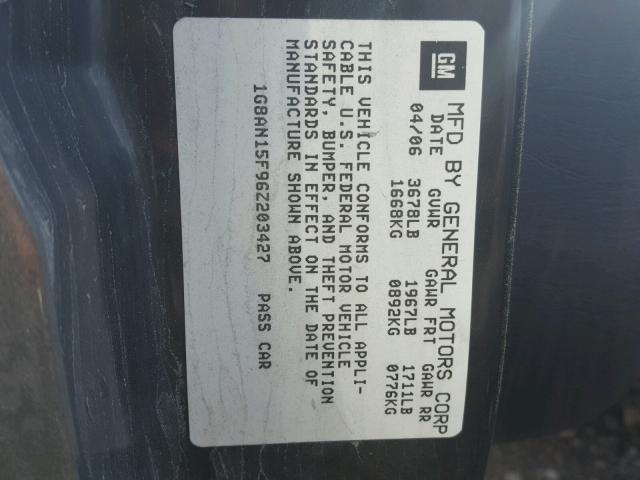 GM
MFD BY GENERAL MOTORS CORP
DATE GVWR GAWR FRT GAWR RR
04/06 3678LB 1967LB 1711LB
1668KG 0892KG 0776KG
THIS VEHICLE CONFORMS TO ALL APPLI-
CABLE U.S. FEDERAL MOTOR VEHICLE
SAFETY, BUMPER, AND THEFT PREVENTION
STANDARDS IN EFFECT ON THE DATE OF
MANUFACTURE SHOWN ABOVE.
1G8AN15F96Z203427 PASS CAR